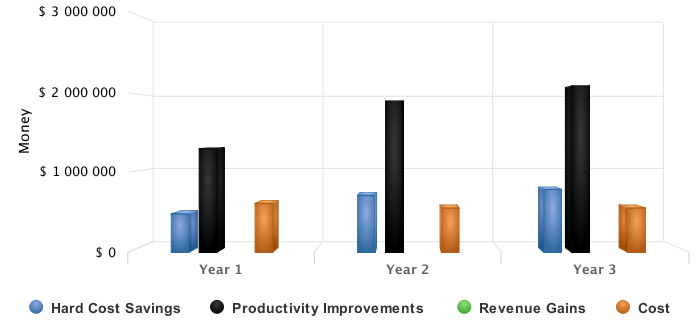 $ 3 000 000
$ 2 000 000
Money
$ 1 000 000
$ 0
Year 1 Year 2 Year 3
Hard Cost Savings Productivity Improvements Revenue Gains Cost